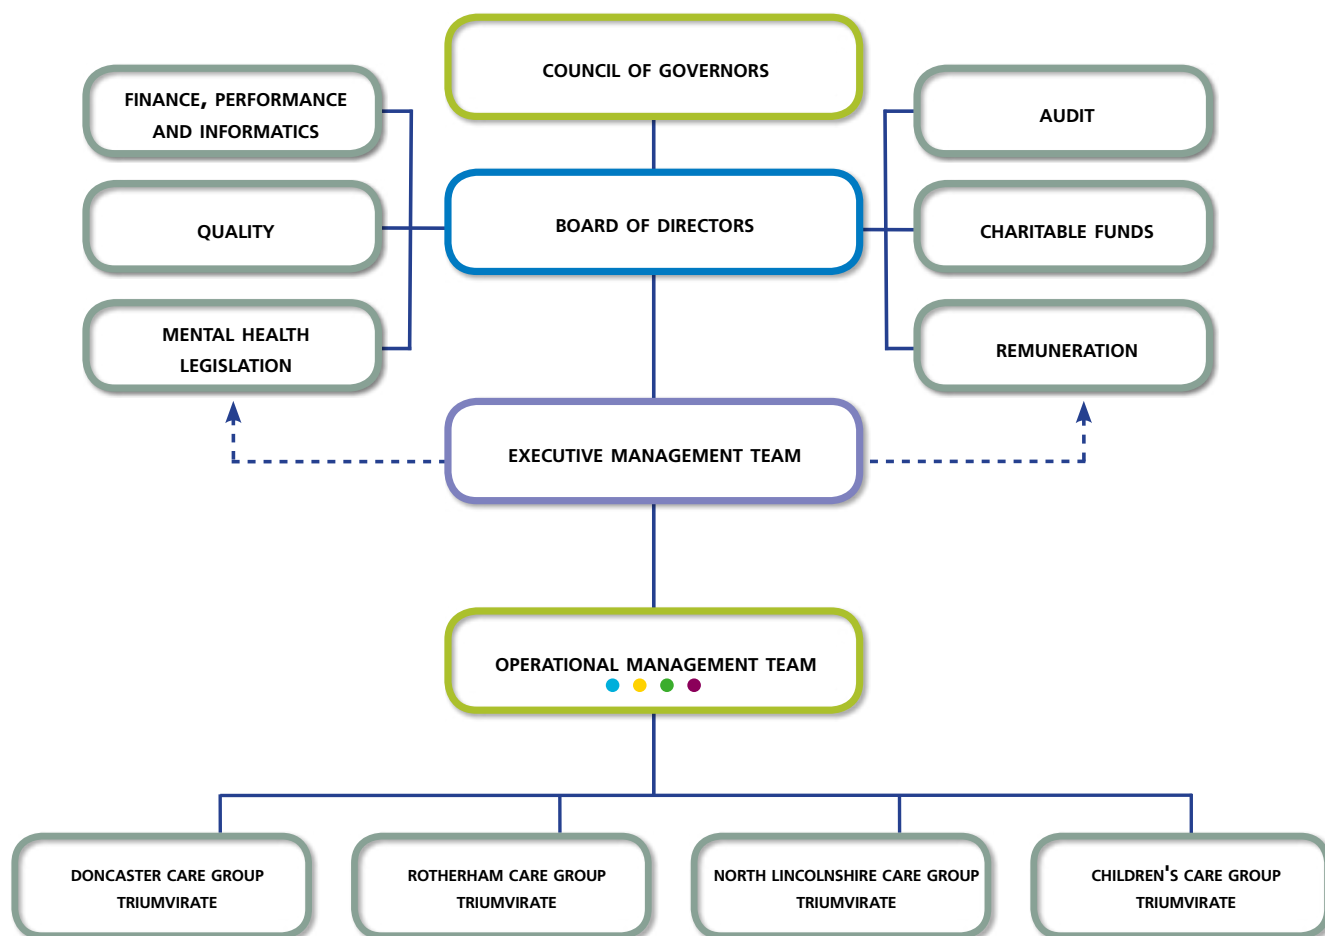 COUNCIL OF GOVERNORS
FINANCE, PERFORMANCE
AND INFORMATICS
AUDIT
QUALITY
BOARD OF DIRECTORS
CHARITABLE FUNDS
MENTAL HEALTH
LEGISLATION
REMUNERATION
EXECUTIVE MANAGEMENT TEAM
OPERATIONAL MANAGEMENT TEAM
DONCASTER CARE GROUP
TRIUMVIRATE
ROTHERHAM CARE GROUP
TRIUMVIRATE
NORTH LINCOLNSHIRE CARE GROUP
TRIUMVIRATE
CHILDREN'S CARE GROUP
TRIUMVIRATE